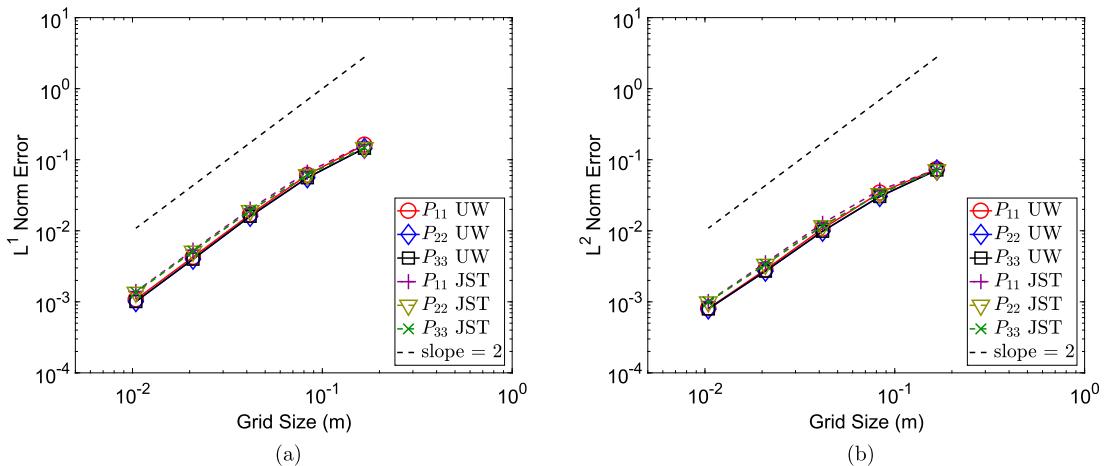 10^1
10^0
10^-1
10^-2
10^-3
10^-4
L^1 Norm Error
P_11 UW
P_22 UW
P_33 UW
P_11 JST
P_22 JST
P_33 JST
slope = 2
10^-2
10^-1
10^0
Grid Size (m)
(a)
10^1
10^0
10^-1
10^-2
10^-3
10^-4
L^2 Norm Error
P_11 UW
P_22 UW
P_33 UW
P_11 JST
P_22 JST
P_33 JST
slope = 2
10^-2
10^-1
10^0
Grid Size (m)
(b)